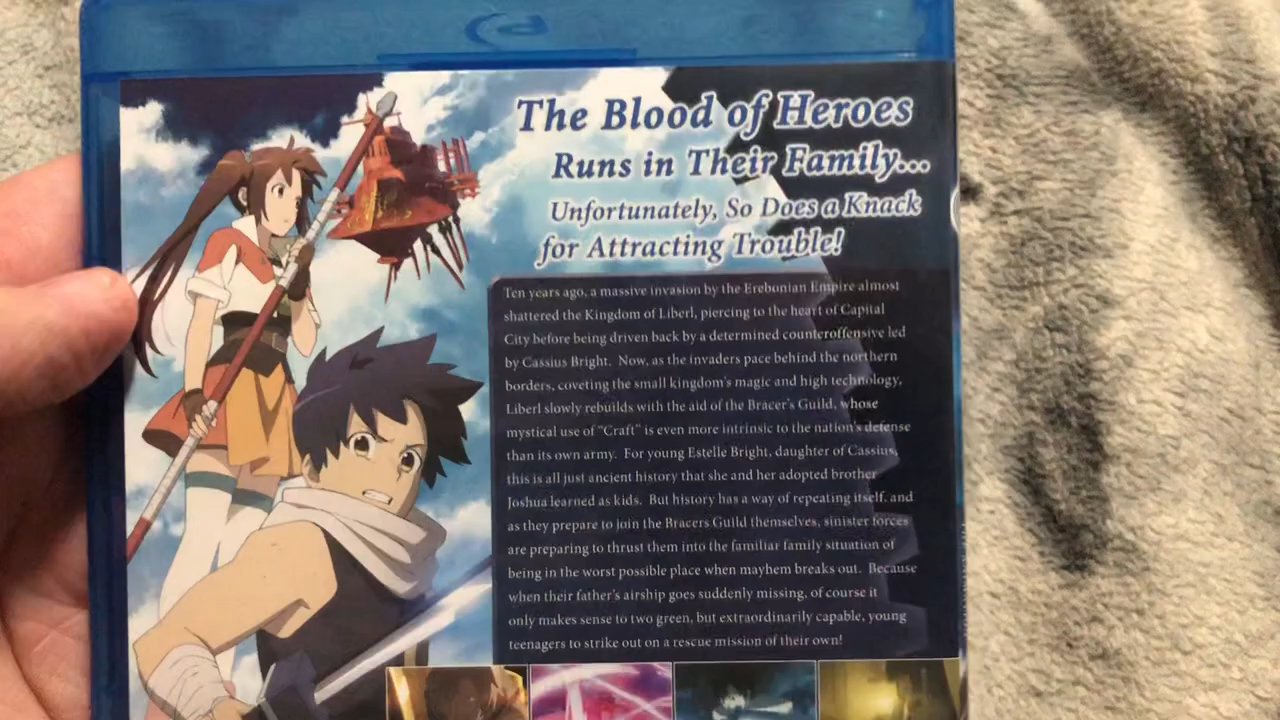 The Blood of Heroes
Runs in Their Family...
Unfortunately, So Does a Knack
for Attracting Trouble!
Ten years ago, a massive invasion by the Erebonian Empire almost
shattered the Kingdom of Liberl, piercing to the heart of Capital
City before being driven back by a determined counteroffensive led
by Cassius Bright. Now, as the invaders pace behind the northern
borders, coveting the small kingdom's magic and high technology,
Liberl slowly rebuilds with the aid of the Bracer's Guild, whose
mystical use of "Craft" is even more intrinsic to the nation's defense
than its own army. For young Estelle Bright, daughter of Cassius,
this is all just ancient history that she and her adopted brother
Joshua learned as kids. But history has a way of repeating itself, and
as they prepare to join the Bracers Guild themselves, sinister forces
are preparing to thrust them into the familiar family situation of
being in the worst possible place when mayhem breaks out. Because
when their father's airship goes suddenly missing, of course it
only makes sense to two green, but extraordinarily capable, young
teenagers to strike out on a rescue mission of their own!